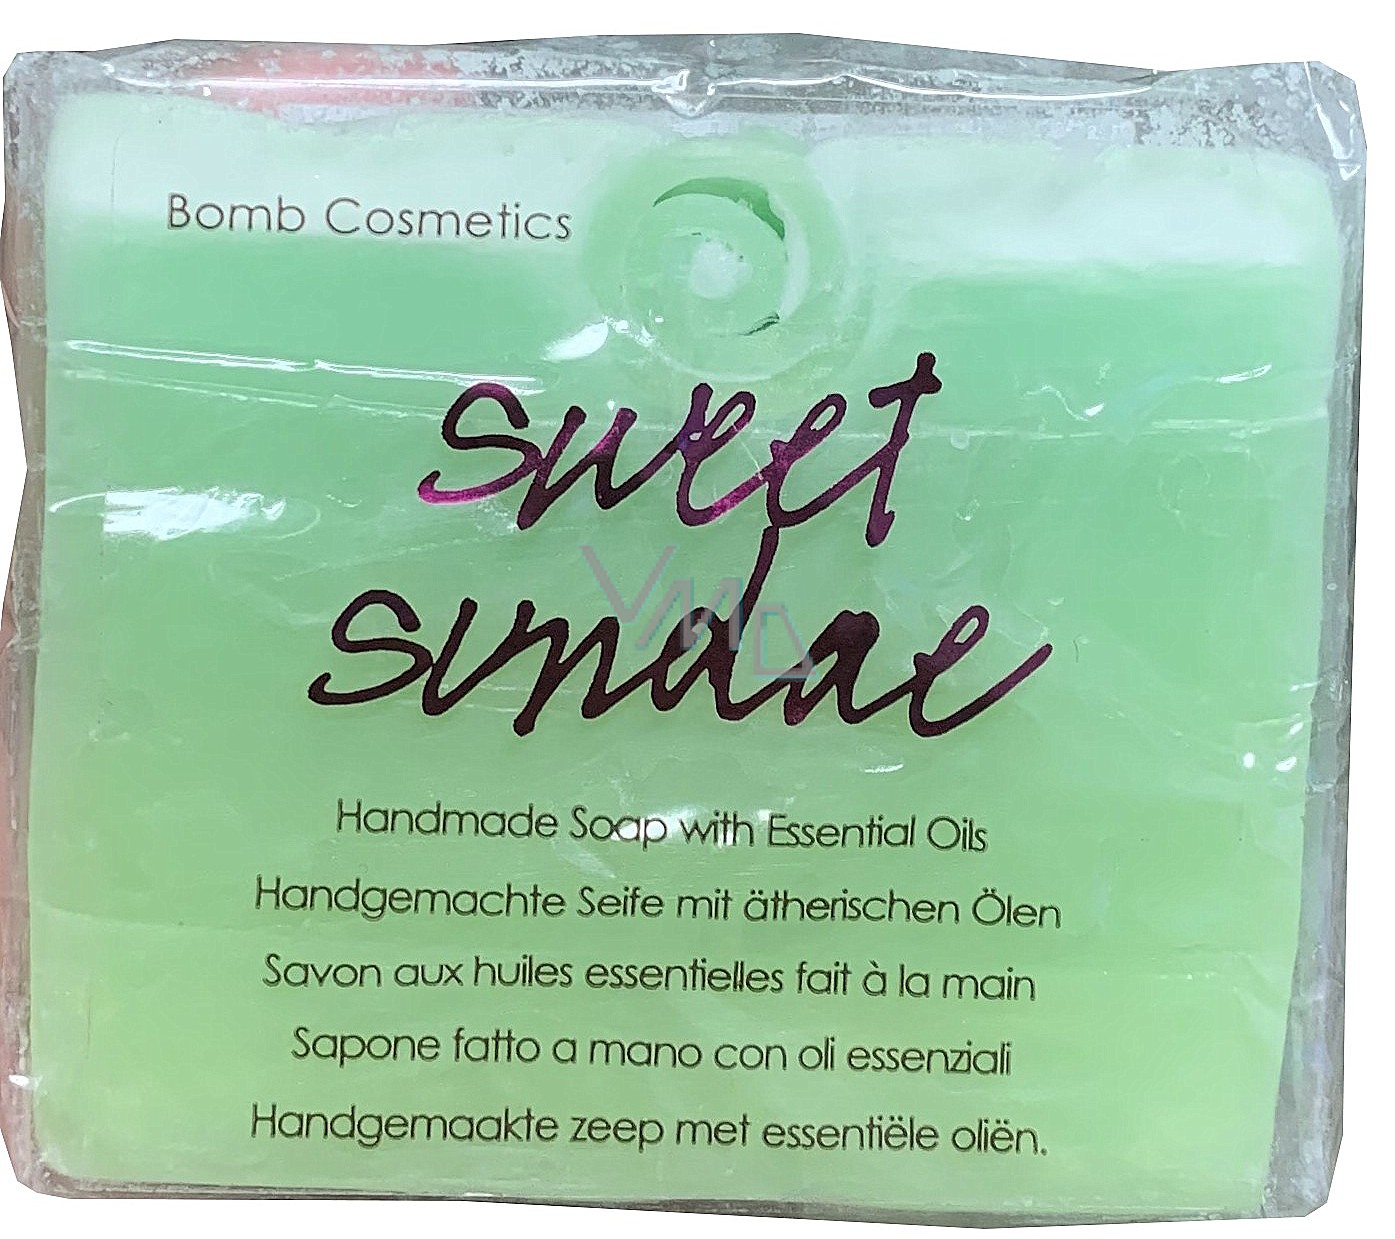 Bomb Cosmetics
sweet
sundae
VMD
Handmade Soap with Essential Oils
Handgemachte Seife mit ätherischen Ölen
Savon aux huiles essentielles fait à la main
Sapone fatto a mano con oli essenziali
Handgemaakte zeep met essentiële oliën.